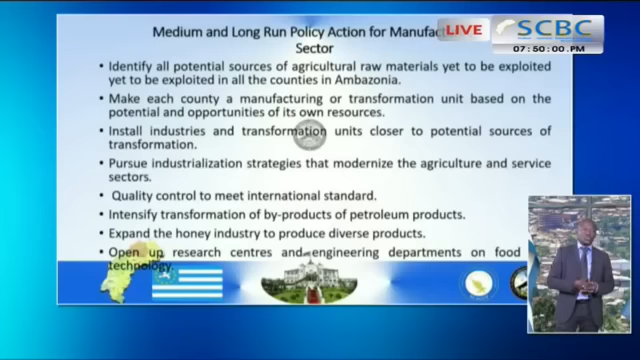 Medium and Long Run Policy Action for Manufac
Sector
LIVE
SCBC
07:50:00 PM
• Identify all potential sources of agricultural raw materials yet to be exploited
yet to be exploited in all the counties in Ambazonia.
• Make each county a manufacturing or transformation unit based on the
potential and opportunities of its own resources.
• Install industries and transformation units closer to potential sources of
transformation.
• Pursue industrialization strategies that modernize the agriculture and service
sectors.
• Quality control to meet international standard.
• Intensify transformation of by-products of petroleum products.
• Expand the honey industry to produce diverse products.
• Open up research centres and engineering departments on food
technology.